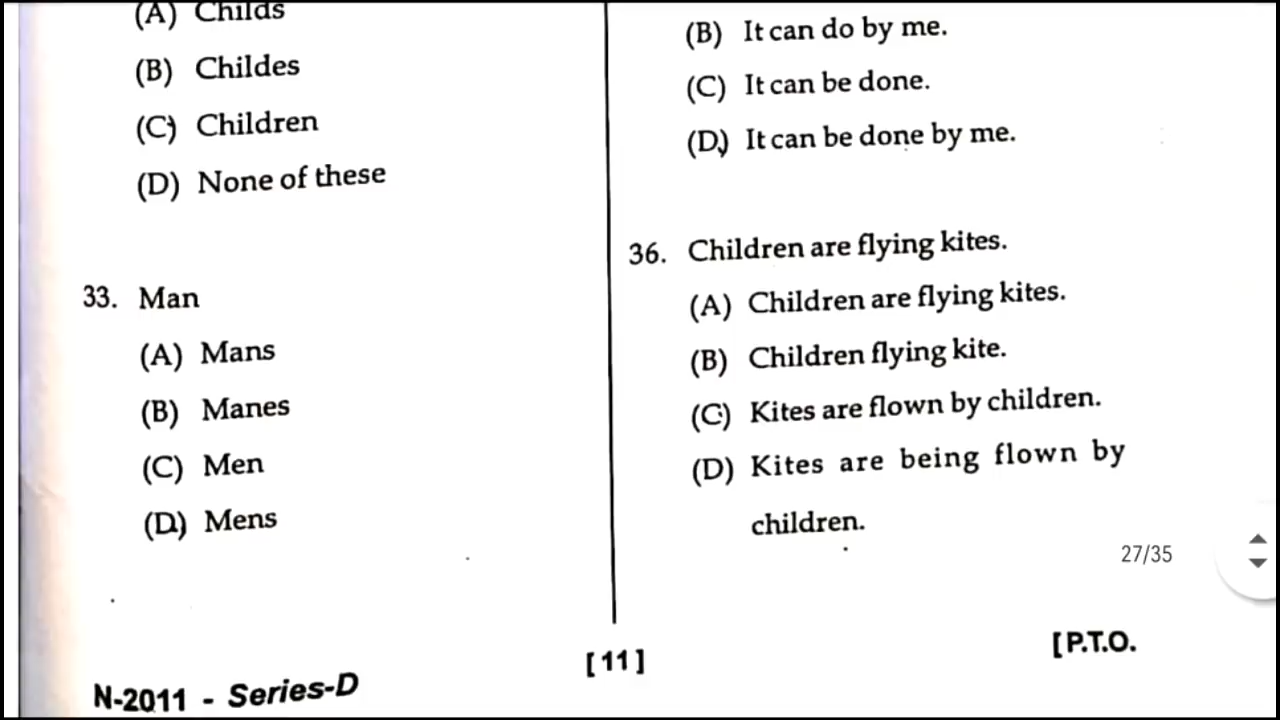 (A) Childs
(B) Childes
(C) Children
(D) None of these
33. Man
(A) Mans
(B) Manes
(C) Men
(D) Mens
(B) It can do by me.
(C) It can be done.
(D) It can be done by me.
36. Children are flying kites.
(A) Children are flying kites.
(B) Children flying kite.
(C) Kites are flown by children.
(D) Kites are being flown by
children.
27/35
[P.T.O.
[11]
N-2011 - Series-D